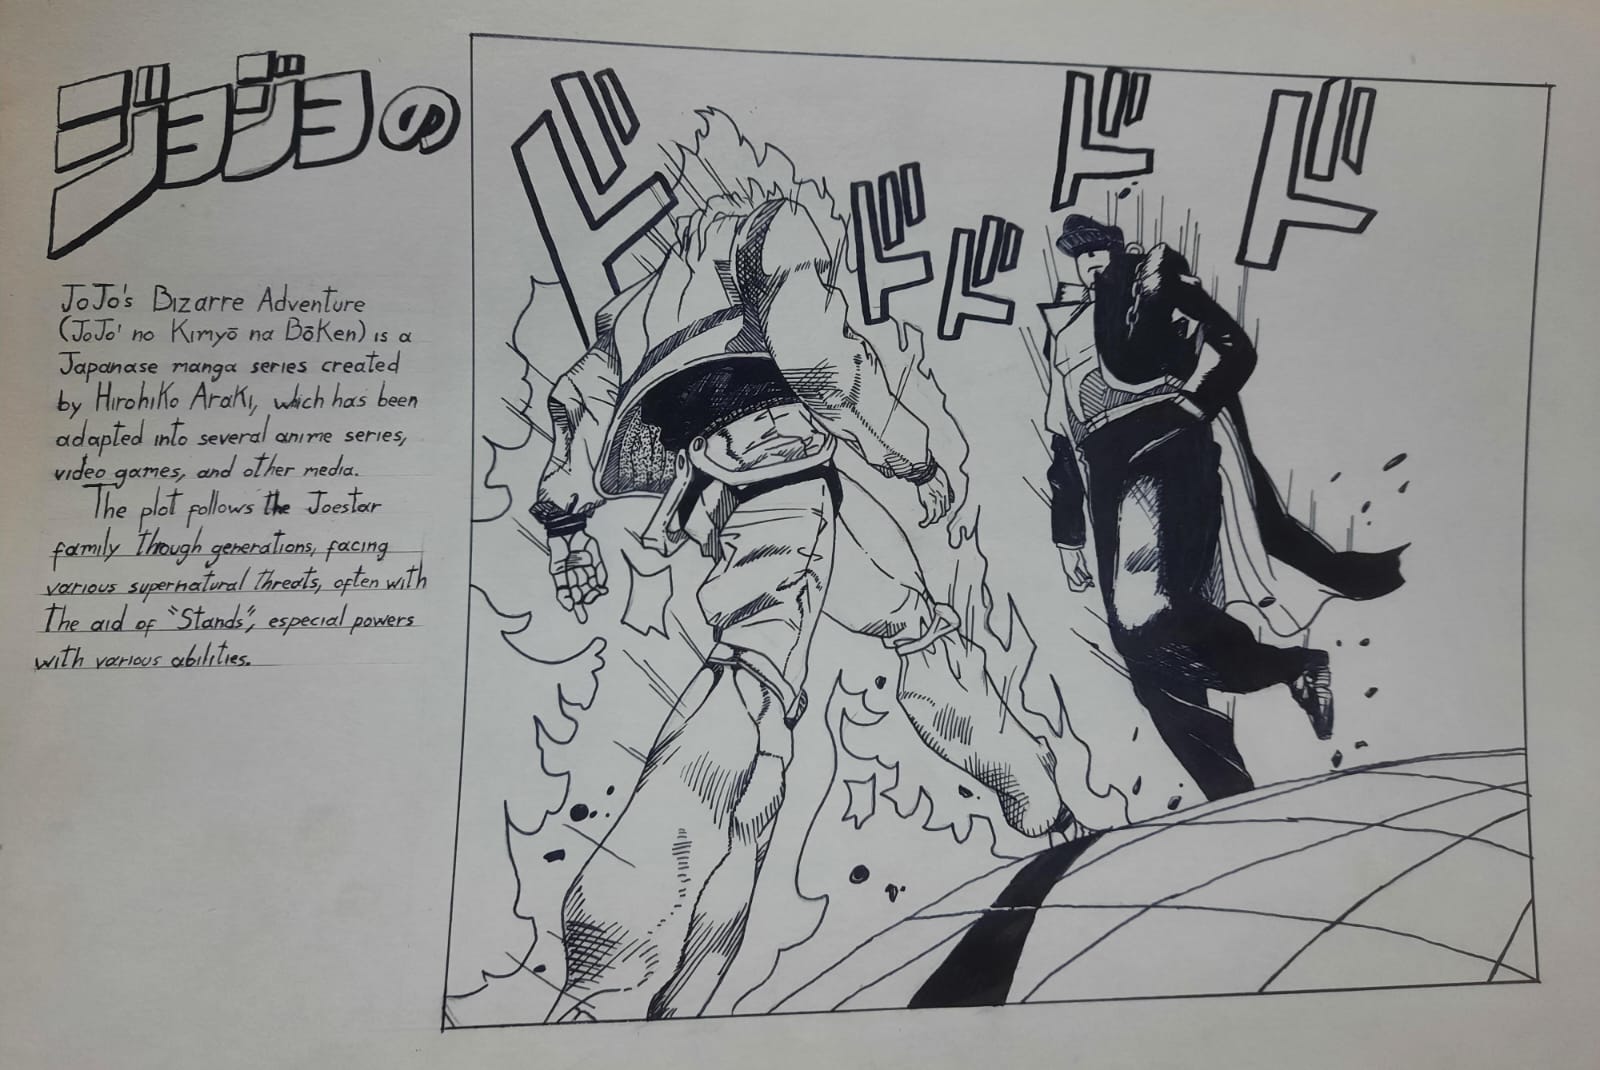 ジョジョの
JoJo's Bizarre Adventure
(JoJo' no Kimyō na Bōken) is a
Japanese manga series created
by Hirohiko Araki, which has been
adapted into several anime series,
video games, and other media.
The plot follows the Joestar
family through generations, facing
various supernatural threats, often with
the aid of "Stands", especial powers
with various abilities.
ド
ド
ド
ド
ド